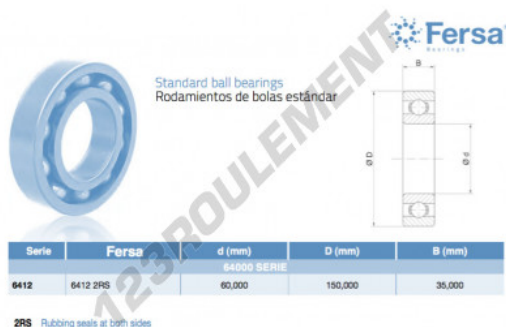 Fersa
Bearings
Standard ball bearings
Rodamientos de bolas estándar
B
Ø D
Ø d
Serie Fersa d (mm) D (mm) B (mm)
64000 SERIE
6412 6412 2RS 60,000 150,000 35,000
2RS Rubbing seals at both sides
123ROULEMENT